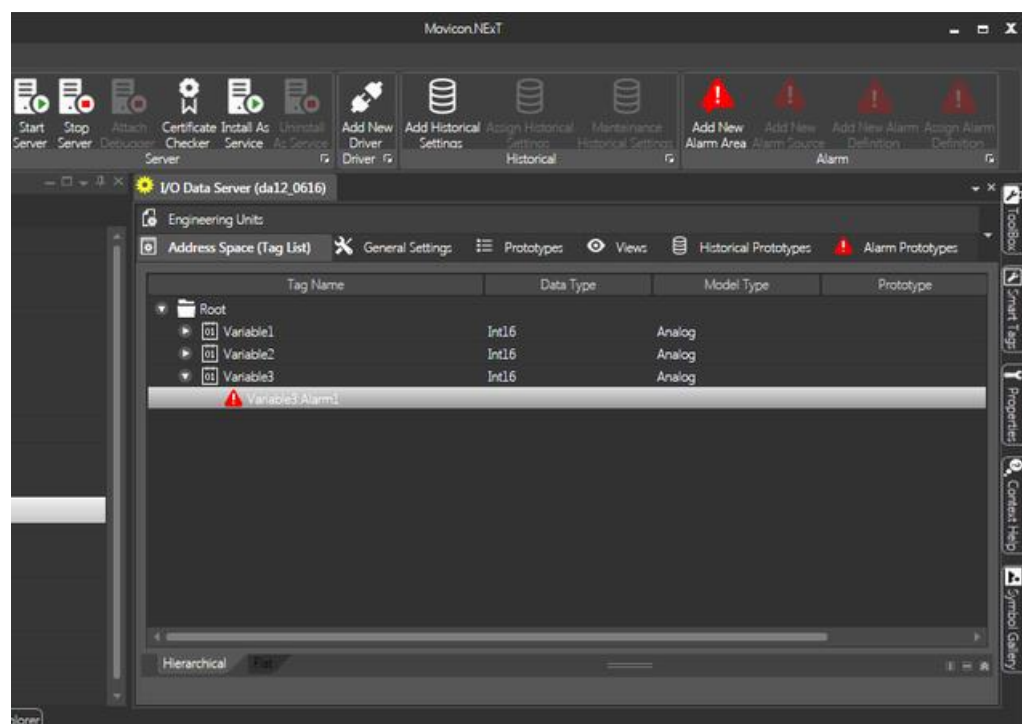 Movicon.NExT
Start Server
Stop Server
Attach Debugger
Certificate Checker
Install As Service
Uninstall As Service
Add New Driver
Add Historical Settings
Assign Historical Settings
Maintainance Historical Settings
Add New Alarm Area
Add New Alarm Source
Add New Alarm Definition
Assign Alarm Definition
Server
Driver
Historical
Alarm
I/O Data Server (da12_0616)
Engineering Units
Address Space (Tag List) General Settings Prototypes Views Historical Prototypes Alarm Prototypes
Tag Name Data Type Model Type Prototype
Root
Variable1 Int16 Analog
Variable2 Int16 Analog
Variable3 Int16 Analog
Variable3 Alarm1
Hierarchical Flat
ToolBox
Smart Tags
Properties
Context Help
Symbol Gallery
plorer